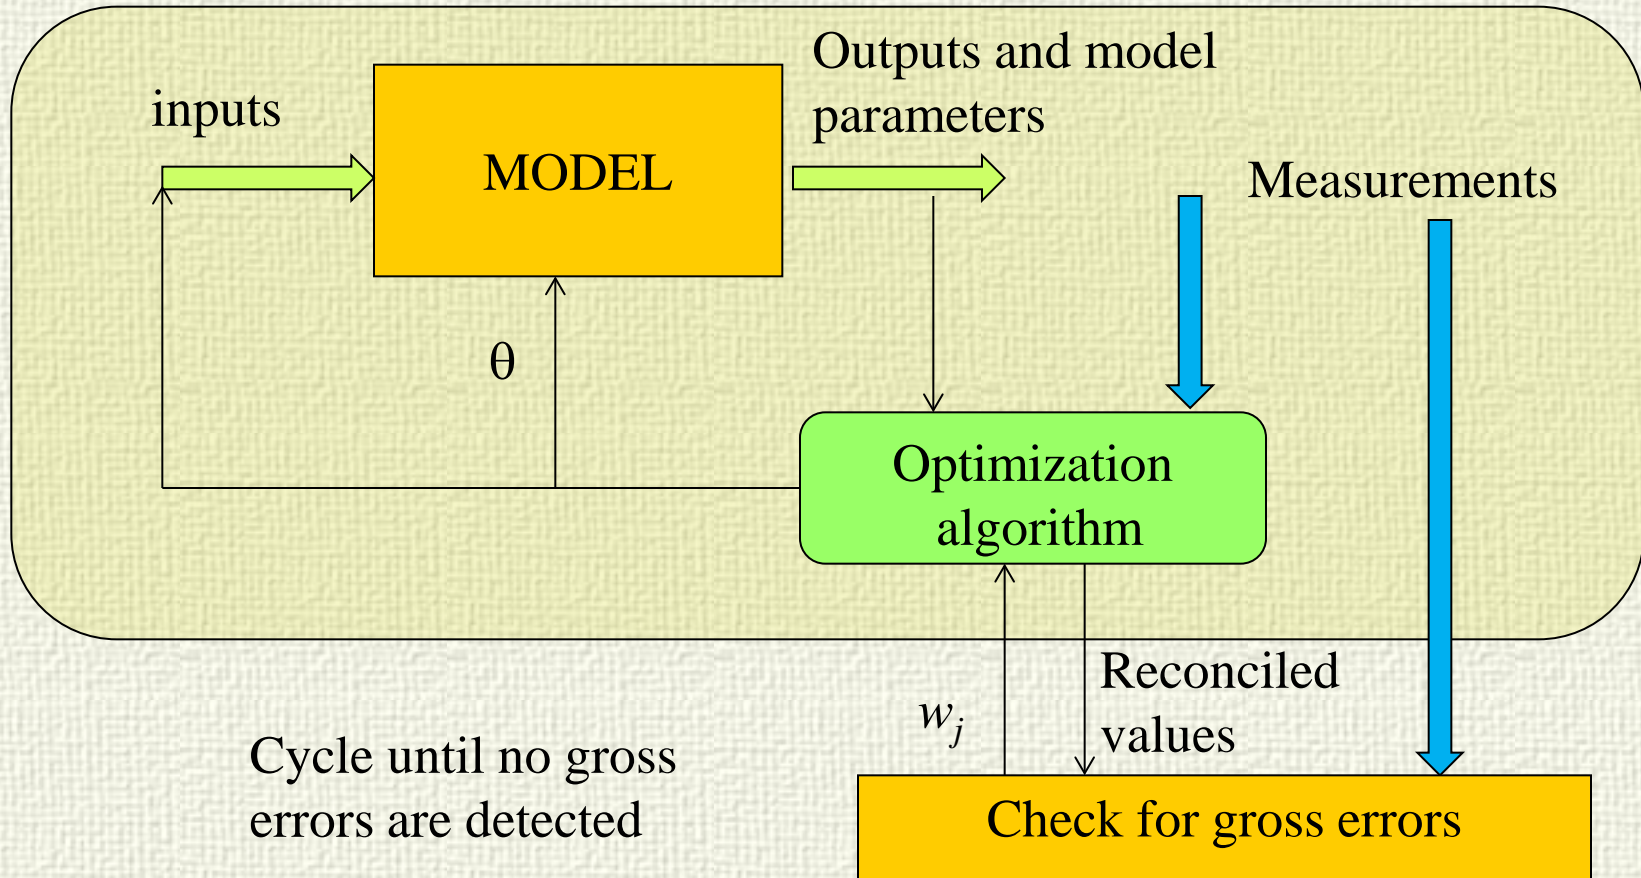 Outputs and model
parameters
inputs
MODEL
Measurements
θ
Optimization
algorithm
Reconciled
values
w_j
Cycle until no gross
errors are detected
Check for gross errors